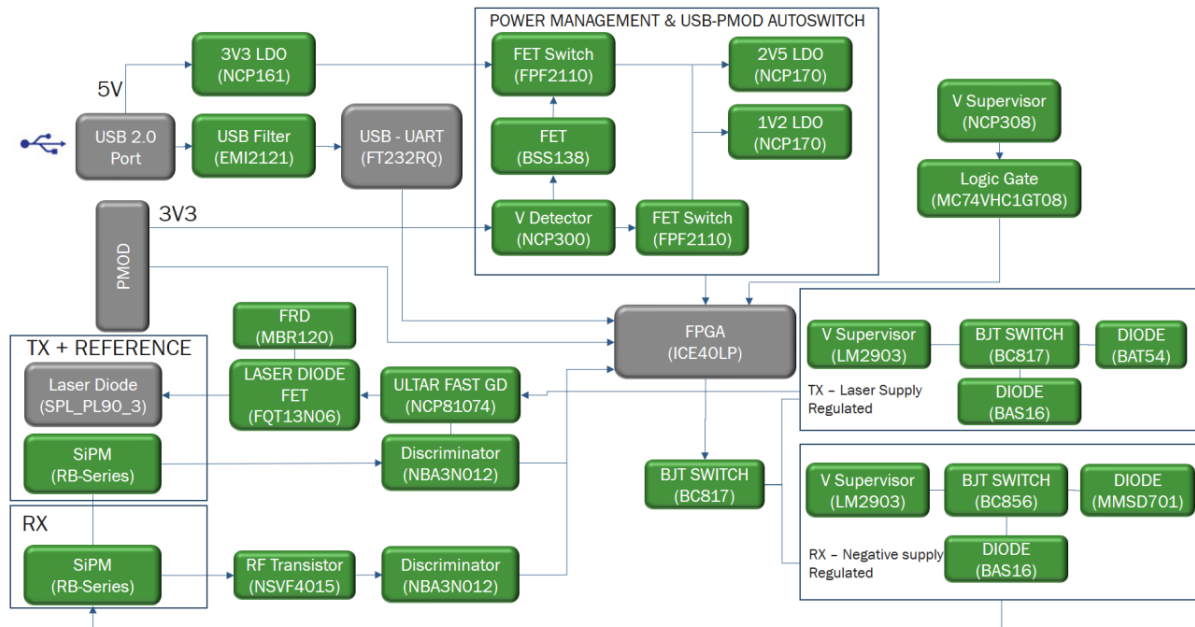 POWER MANAGEMENT & USB-PMOD AUTOSWITCH
3V3 LDO
(NCP161)
FET Switch
(FPF2110)
2V5 LDO
(NCP170)
5V
USB 2.0
Port
USB Filter
(EMI2121)
USB - UART
(FT232RQ)
FET
(BSS138)
1V2 LDO
(NCP170)
V Supervisor
(NCP308)
Logic Gate
(MC74VHC1GT08)
3V3
V Detector
(NCP300)
FET Switch
(FPF2110)
PMOD
FRD
(MBR120)
FPGA
(ICE40LP)
TX + REFERENCE
Laser Diode
(SPL_PL90_3)
LASER DIODE
FET
(FQT13N06)
ULTAR FAST GD
(NCP81074)
SiPM
(RB-Series)
Discriminator
(NBA3N012)
RX
SiPM
(RB-Series)
RF Transistor
(NSVF4015)
Discriminator
(NBA3N012)
BJT SWITCH
(BC817)
V Supervisor
(LM2903)
BJT SWITCH
(BC817)
DIODE
(BAT54)
TX – Laser Supply
Regulated
DIODE
(BAS16)
V Supervisor
(LM2903)
BJT SWITCH
(BC856)
DIODE
(MMSD701)
RX – Negative supply
Regulated
DIODE
(BAS16)